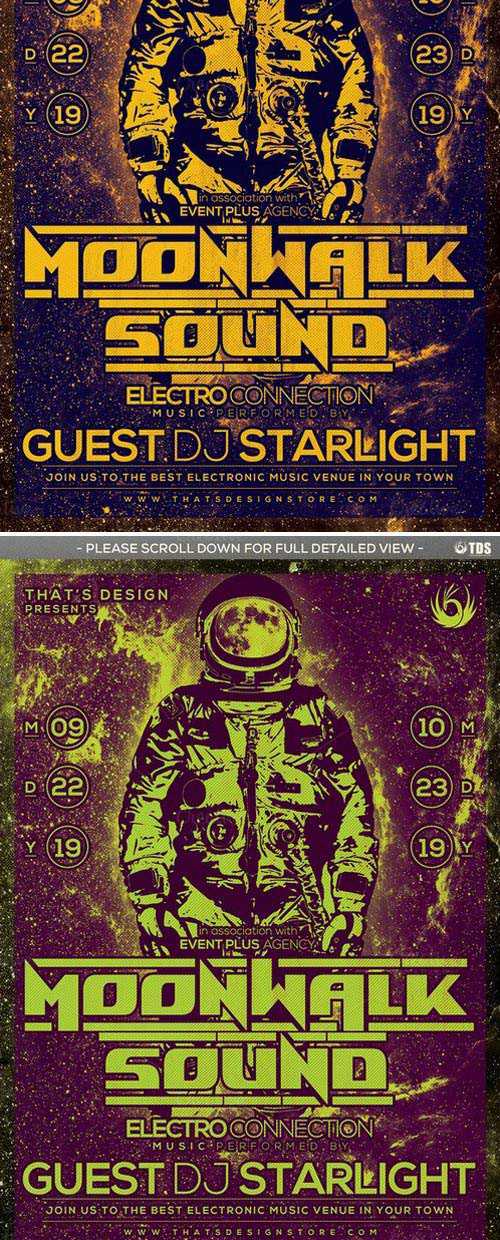 D 22 23 D
Y 19 19 Y
in association with
EVENT PLUS AGENCY
MOONWALK
SOUND
ELECTRO CONNECTION
MUSIC PERFORMED BY
GUEST DJ STARLIGHT
JOIN US TO THE BEST ELECTRONIC MUSIC VENUE IN YOUR TOWN
WWW.THATSDESIGNSTORE.COM
- PLEASE SCROLL DOWN FOR FULL DETAILED VIEW - TDS
THAT'S DESIGN
PRESENTS
M 09 10 M
D 22 23 D
Y 19 19 Y
in association with
EVENT PLUS AGENCY
MOONWALK
SOUND
ELECTRO CONNECTION
MUSIC PERFORMED BY
GUEST DJ STARLIGHT
JOIN US TO THE BEST ELECTRONIC MUSIC VENUE IN YOUR TOWN
WWW.THATSDESIGNSTORE.COM